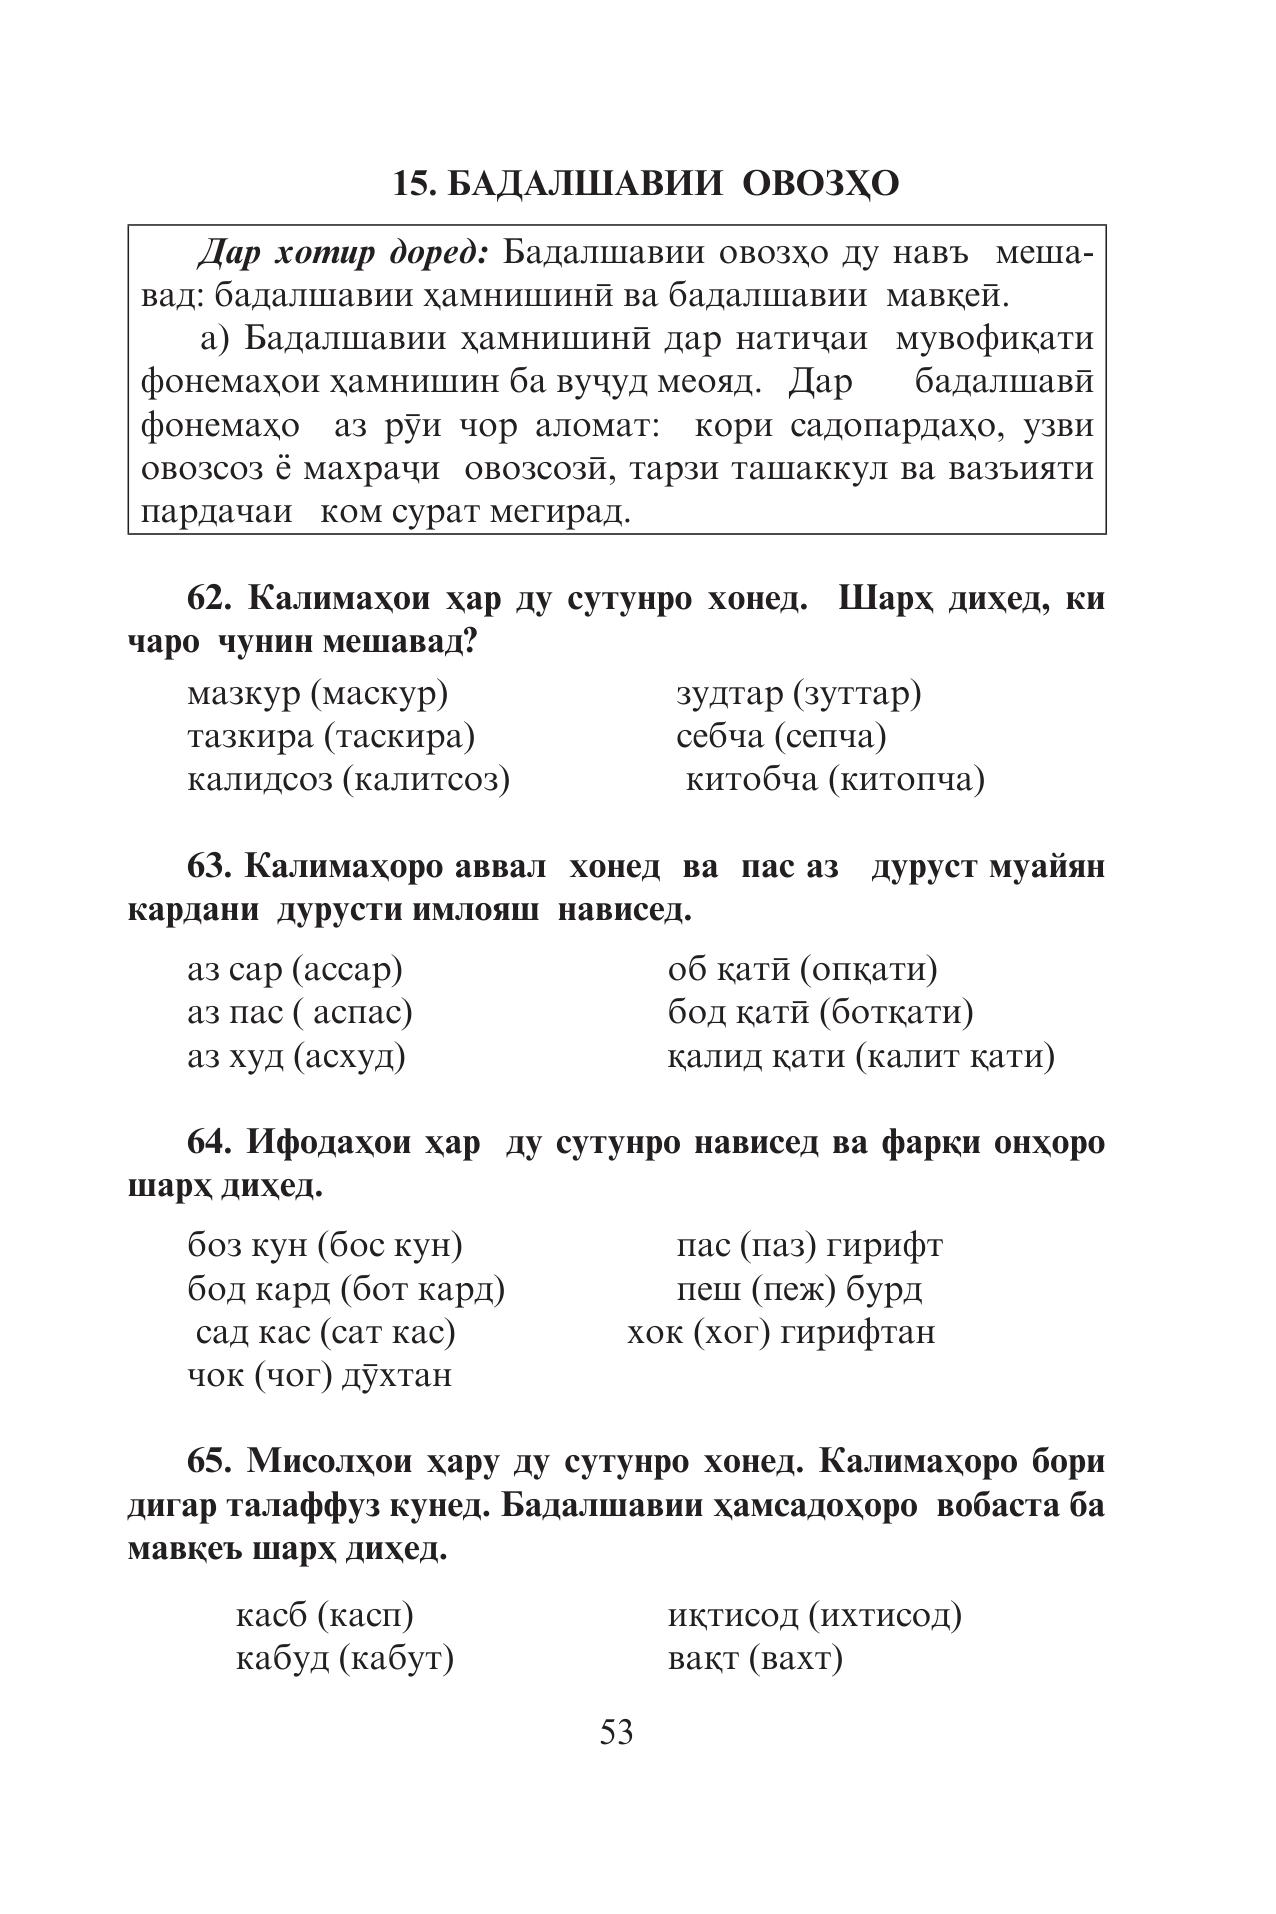 15. БАДАЛШАВИИ ОВОЗҲО
Дар хотир доред: Бадалшавии овозҳо ду навъ меша-
вад: бадалшавии ҳамнишинӣ ва бадалшавии мавқеӣ.
а) Бадалшавии ҳамнишинӣ дар натиҷаи мувофиқати
фонемаҳои ҳамнишин ба вуҷуд меояд. Дар бадалшавӣ
фонемаҳо аз рӯи чор аломат: кори садопардаҳо, узви
овозсоз ё махраҷи овозсозӣ, тарзи ташаккул ва вазъияти
пардачаи ком сурат мегирад.
62. Калимаҳои ҳар ду сутунро хонед. Шарҳ диҳед, ки
чаро чунин мешавад?
мазкур (маскур) зудтар (зуттар)
тазкира (таскира) себча (сепча)
калидсоз (калитсоз) китобча (китопча)
63. Калимаҳоро аввал хонед ва пас аз дуруст муайян
кардани дурусти имлояш нависед.
аз сар (ассар) об қатӣ (опқати)
аз пас ( аспас) бод қатӣ (ботқати)
аз худ (асхуд) қалид қати (калит қати)
64. Ифодаҳои ҳар ду сутунро нависед ва фарқи онҳоро
шарҳ диҳед.
боз кун (бос кун) пас (паз) гирифт
бод кард (бот кард) пеш (пеж) бурд
сад кас (сат кас) хок (хог) гирифтан
чок (чог) дӯхтан
65. Мисолҳои ҳару ду сутунро хонед. Калимаҳоро бори
дигар талаффуз кунед. Бадалшавии ҳамсадоҳоро вобаста ба
мавқеъ шарҳ диҳед.
касб (касп) иқтисод (ихтисод)
кабуд (кабут) вақт (вахт)
53